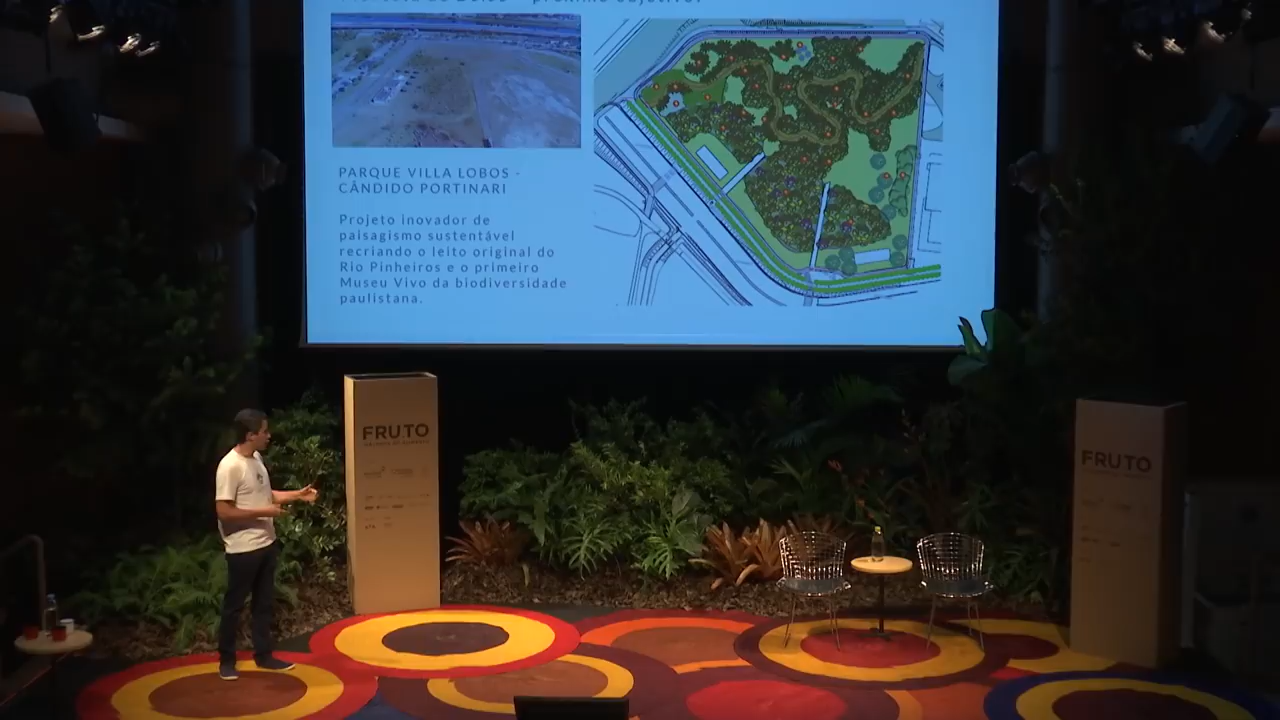 PARQUE VILLA LOBOS -
CÂNDIDO PORTINARI
Projeto inovador de
paisagismo sustentável
recriando o leito original do
Rio Pinheiros e o primeiro
Museu Vivo da biodiversidade
paulistana.
FRUTO
FRUTO